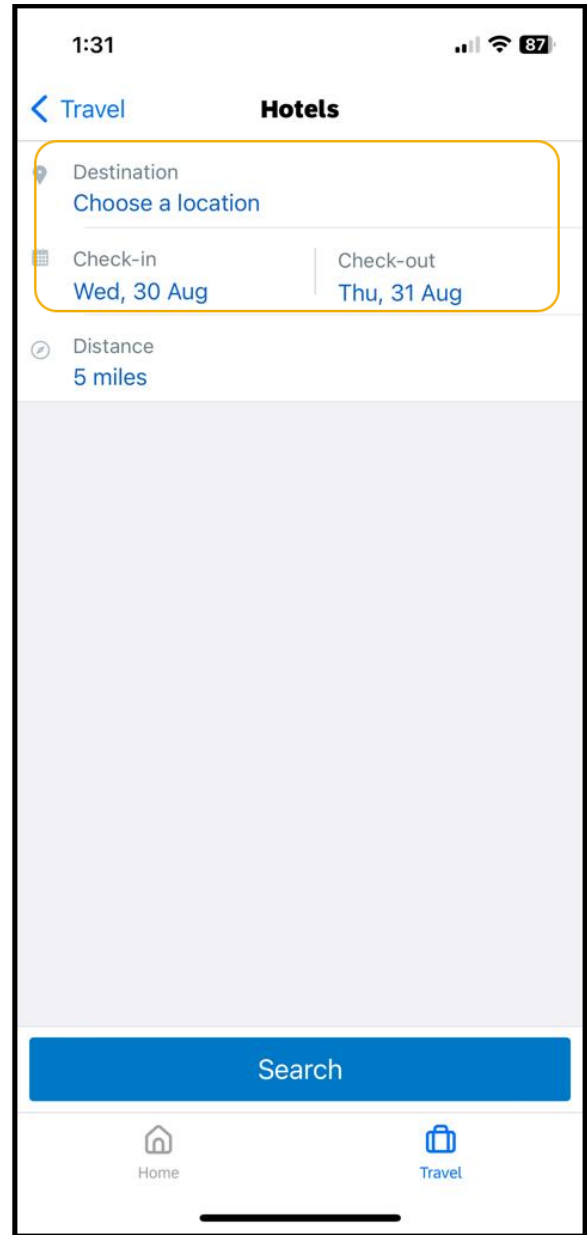 1:31 87
Travel Hotels
Destination
Choose a location
Check-in Check-out
Wed, 30 Aug Thu, 31 Aug
Distance
5 miles
Search
Home Travel